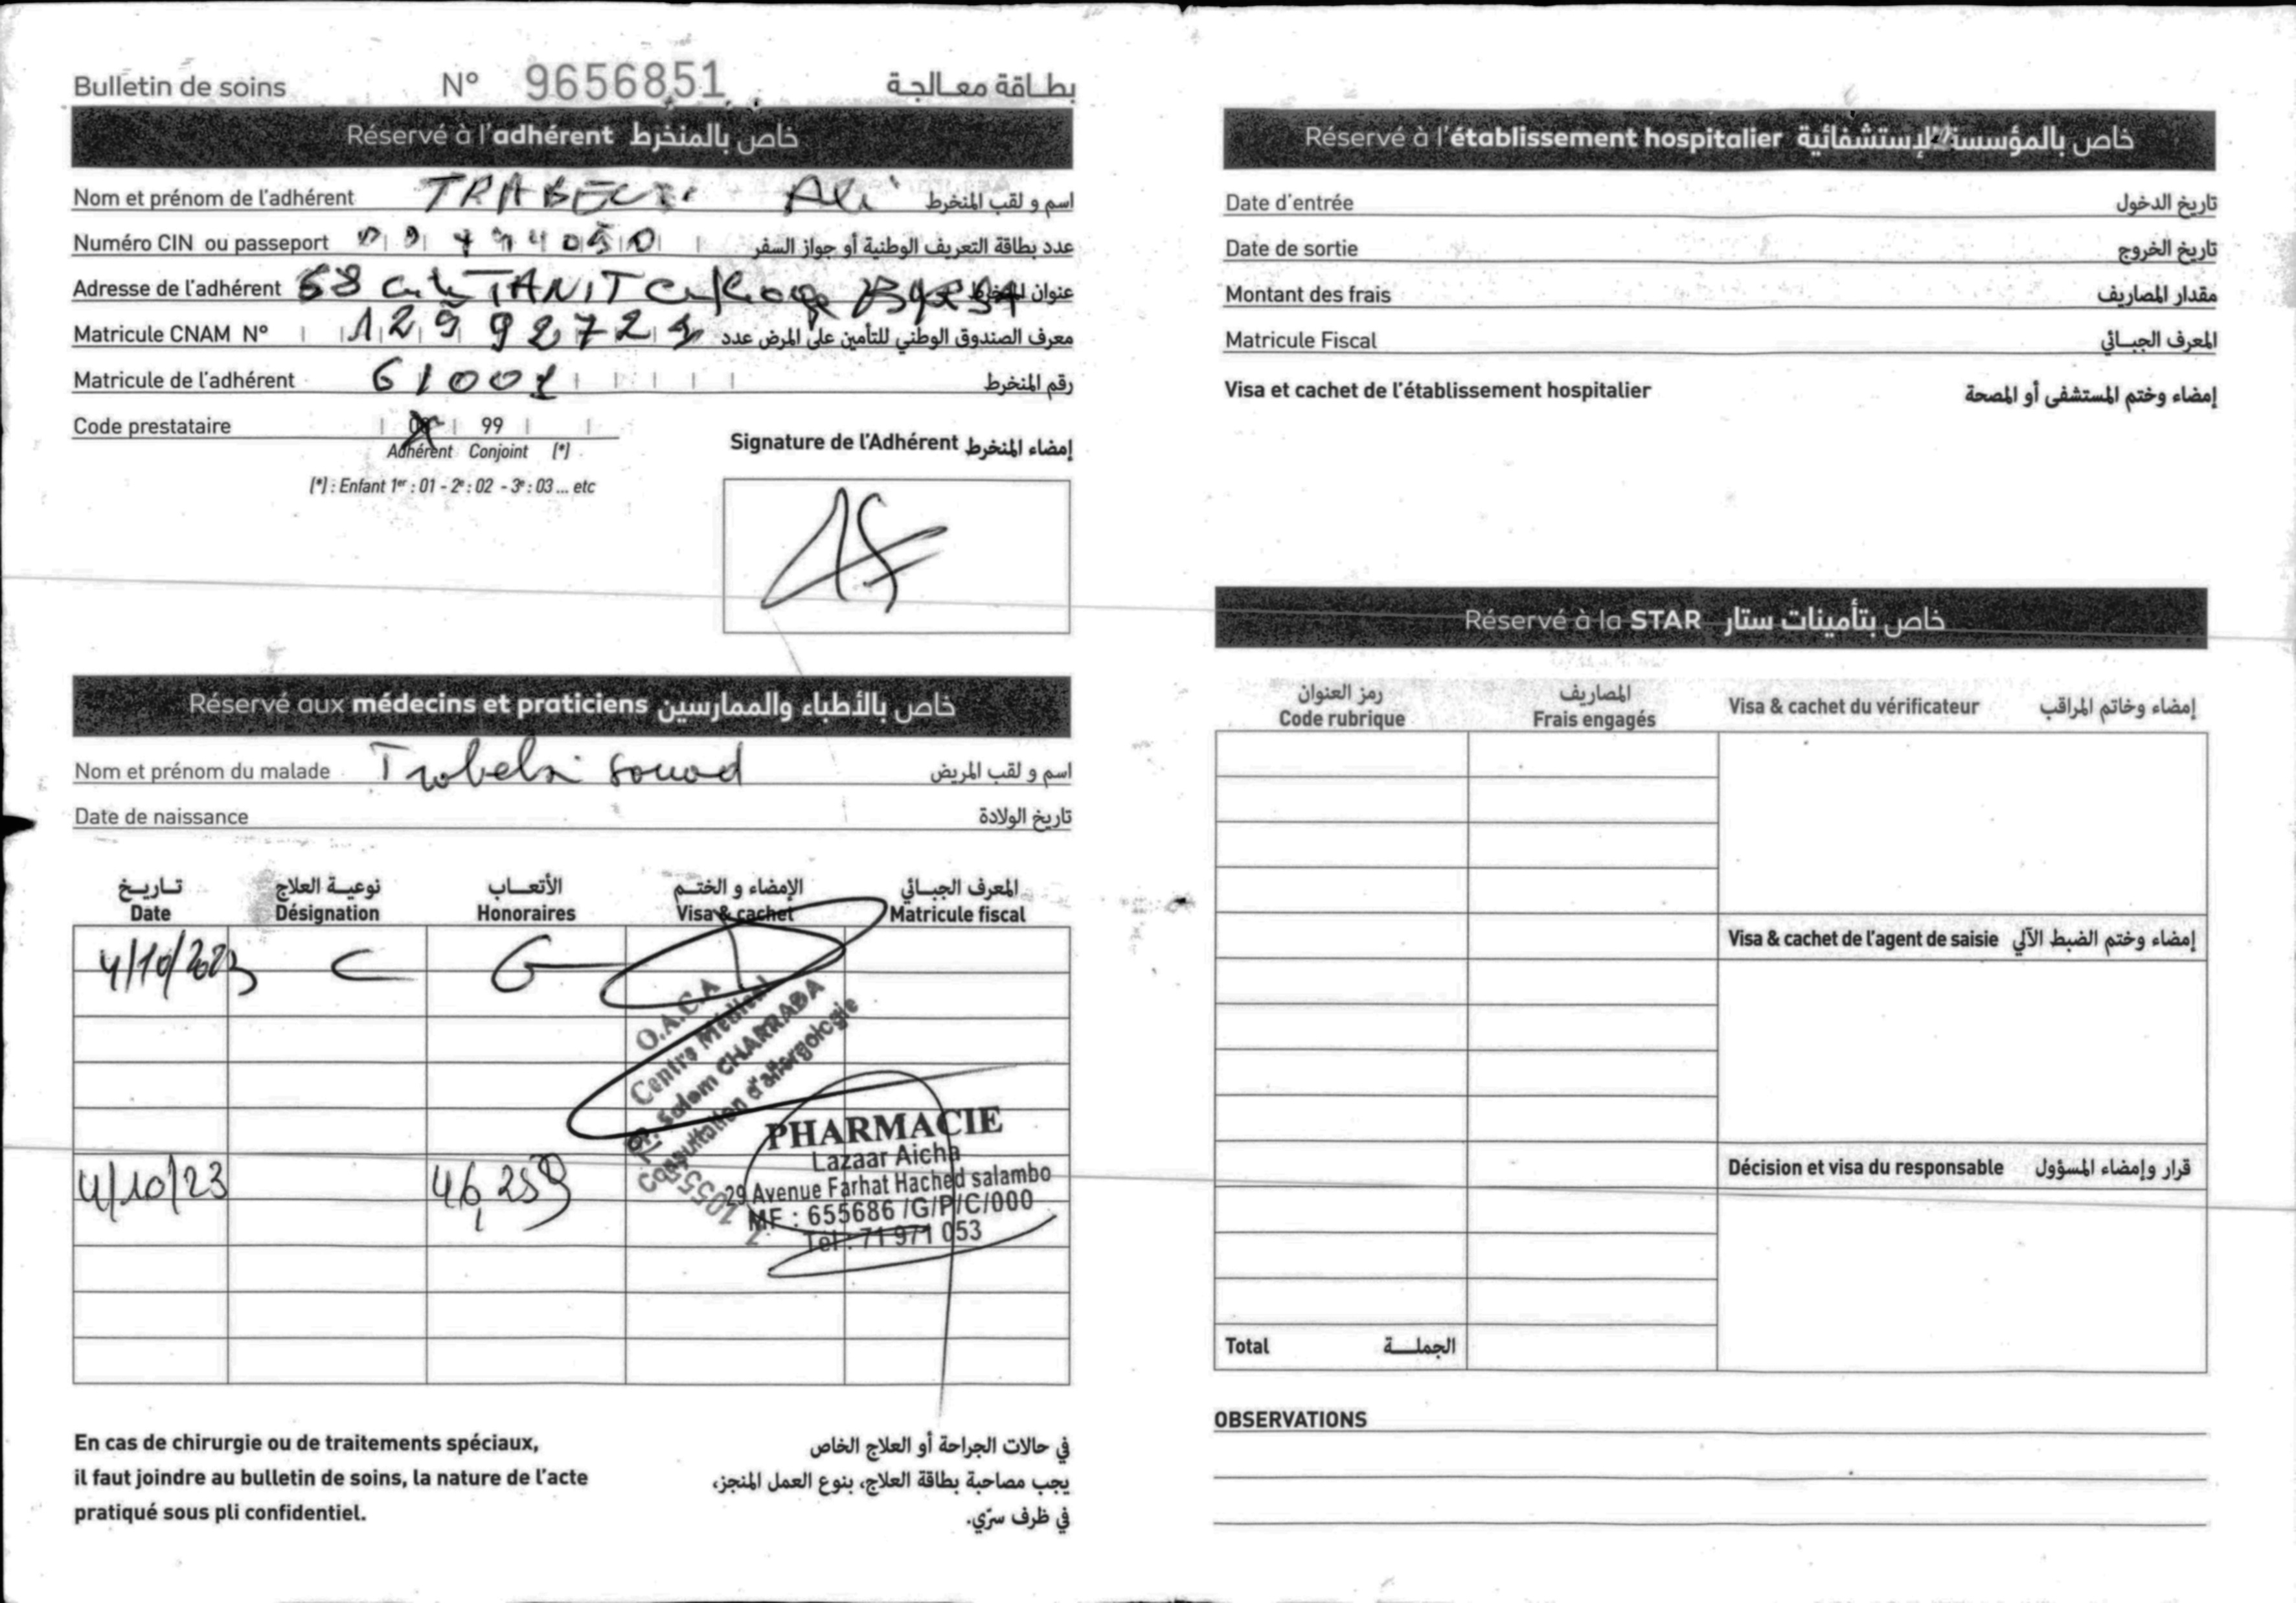 Bulletin de soins N° 9656851 بطاقة معالجة
Réservé à l'adhérent خاص بالمنخرط
Nom et prénom de l'adhérent TRABELSI Ali اسم و لقب المنخرط
Numéro CIN ou passeport عدد بطاقة التعريف الوطنية أو جواز السفر
Adresse de l'adhérent 68 TANIT عنوان المنخرط
Matricule CNAM N° معرف الصندوق الوطني للتأمين على المرض عدد
Matricule de l'adhérent 61001 رقم المنخرط
Code prestataire 99
Adhérent Conjoint (*)
(*) : Enfant 1er : 01 - 2e : 02 - 3e : 03 ... etc
Signature de l'Adhérent إمضاء المنخرط
Réservé aux médecins et praticiens خاص بالأطباء والممارسين
Nom et prénom du malade Trabelsi Souad اسم و لقب المريض
Date de naissance تاريخ الولادة
تاريخ نوعية العلاج الأتعاب الإمضاء و الختم المعرف الجبائي
Date Désignation Honoraires Visa & cachet Matricule fiscal
4/10/2023 C G
O.A.C.A
Centre Médical
Dr. Salem CHARRADA
Consultation d'allergologie
PHARMACIE
Lazaar Aicha
29 Avenue Farhat Hached salambo
MF : 655686 /G/P/C/000
Tél : 71 971 053
4/10/23 46,259
En cas de chirurgie ou de traitements spéciaux,
il faut joindre au bulletin de soins, la nature de l'acte
pratiqué sous pli confidentiel.
في حالات الجراحة أو العلاج الخاص
يجب مصاحبة بطاقة العلاج، بنوع العمل المنجز،
في ظرف سرّي.
Réservé à l'établissement hospitalier خاص بالمؤسسة الإستشفائية
Date d'entrée تاريخ الدخول
Date de sortie تاريخ الخروج
Montant des frais مقدار المصاريف
Matricule Fiscal المعرف الجبائي
Visa et cachet de l'établissement hospitalier إمضاء وختم المستشفى أو المصحة
Réservé à la STAR خاص بتأمينات ستار
رمز العنوان المصاريف
Code rubrique Frais engagés Visa & cachet du vérificateur إمضاء وخاتم المراقب
Visa & cachet de l'agent de saisie إمضاء وختم الضبط الآلي
Décision et visa du responsable قرار وإمضاء المسؤول
Total الجملة
OBSERVATIONS